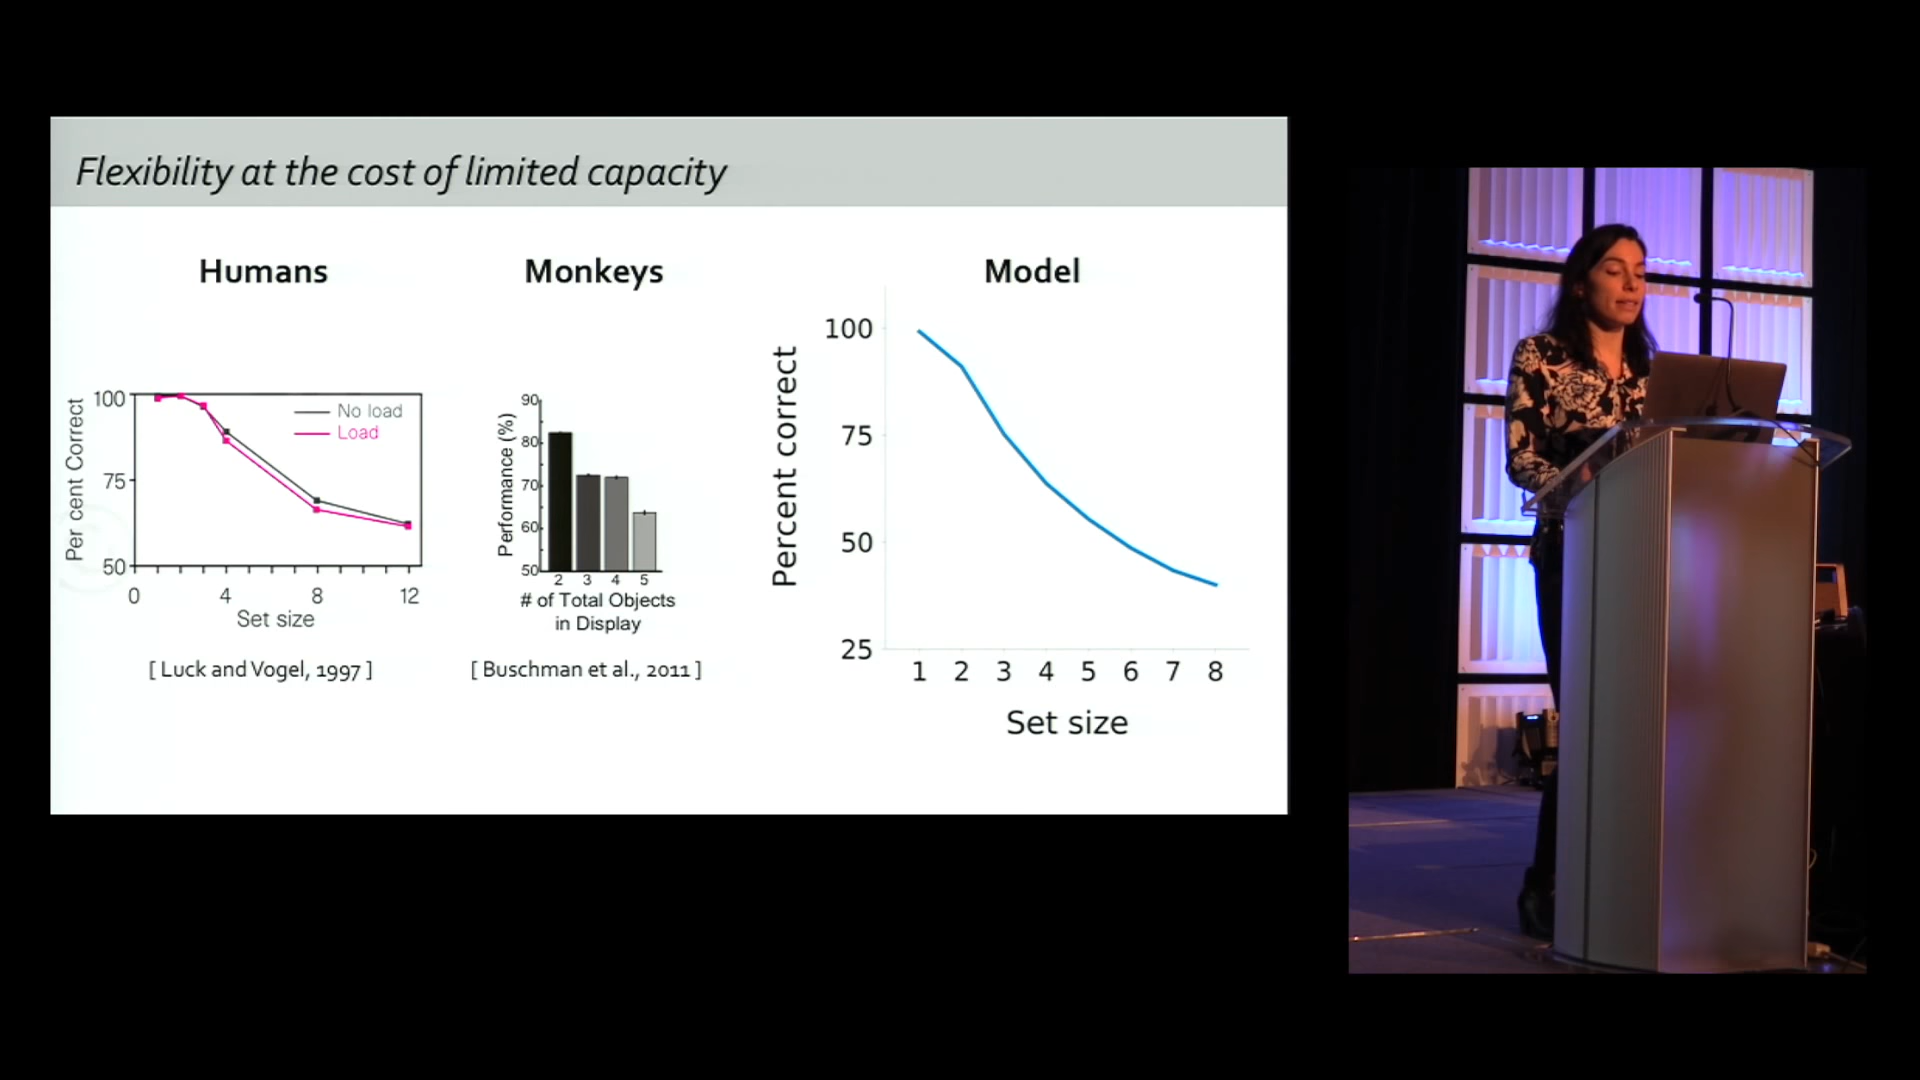 Flexibility at the cost of limited capacity
Humans
Per cent Correct
100
75
50
No load
Load
0 4 8 12
Set size
[ Luck and Vogel, 1997 ]
Monkeys
Performance (%)
90
80
70
60
50
2 3 4 5
# of Total Objects
in Display
[ Buschman et al., 2011 ]
Model
Percent correct
100
75
50
25
1 2 3 4 5 6 7 8
Set size